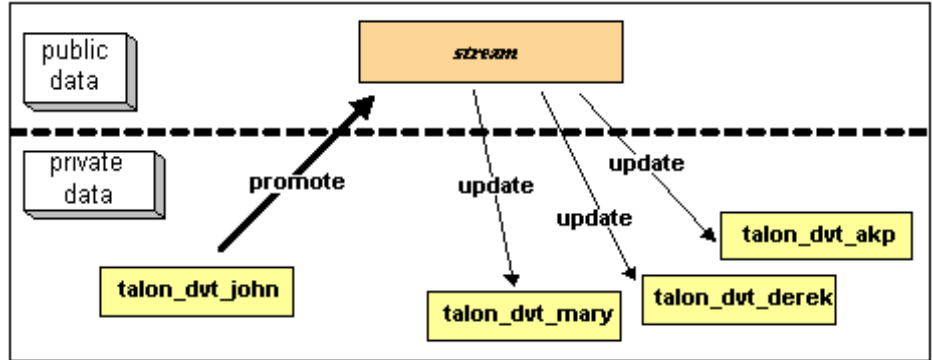 public
data
stream
private
data
promote
update
update
update
talon_dvt_akp
talon_dvt_john
talon_dvt_mary
talon_dvt_derek